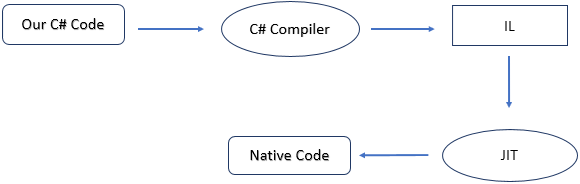 Our C# Code
C# Compiler
IL
JIT
Native Code